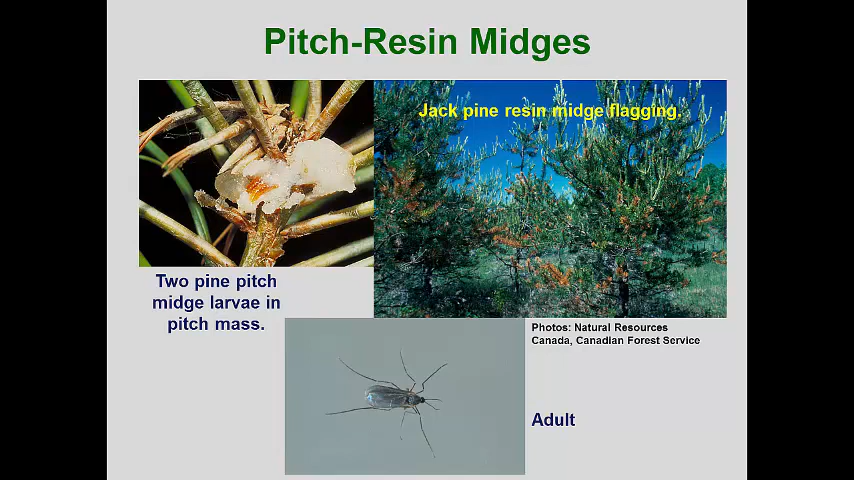 Pitch-Resin Midges
Jack pine resin midge flagging.
Two pine pitch
midge larvae in
pitch mass.
Photos: Natural Resources
Canada, Canadian Forest Service
Adult